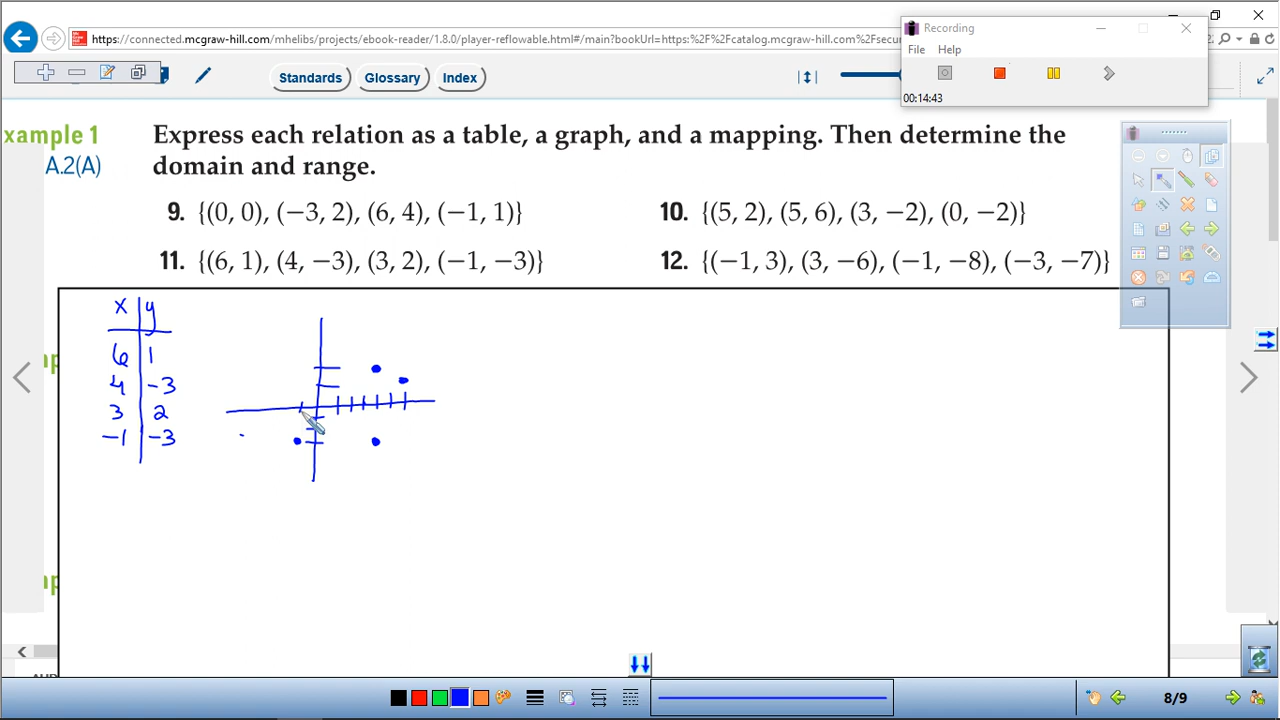 https://connected.mcgraw-hill.com/mhelibs/projects/ebook-reader/1.8.0/player-reflowable.html#/main?bookUrl=https:%2F%2Fcatalog.mcgraw-hill.com%2Fsecur
Recording
File Help
00:14:43
Standards
Glossary
Index
xample 1
A.2(A)
Express each relation as a table, a graph, and a mapping. Then determine the
domain and range.
9. {(0, 0), (−3, 2), (6, 4), (−1, 1)}
10. {(5, 2), (5, 6), (3, −2), (0, −2)}
11. {(6, 1), (4, −3), (3, 2), (−1, −3)}
12. {(−1, 3), (3, −6), (−1, −8), (−3, −7)}
x y
6 1
4 −3
3 2
−1 −3
8/9